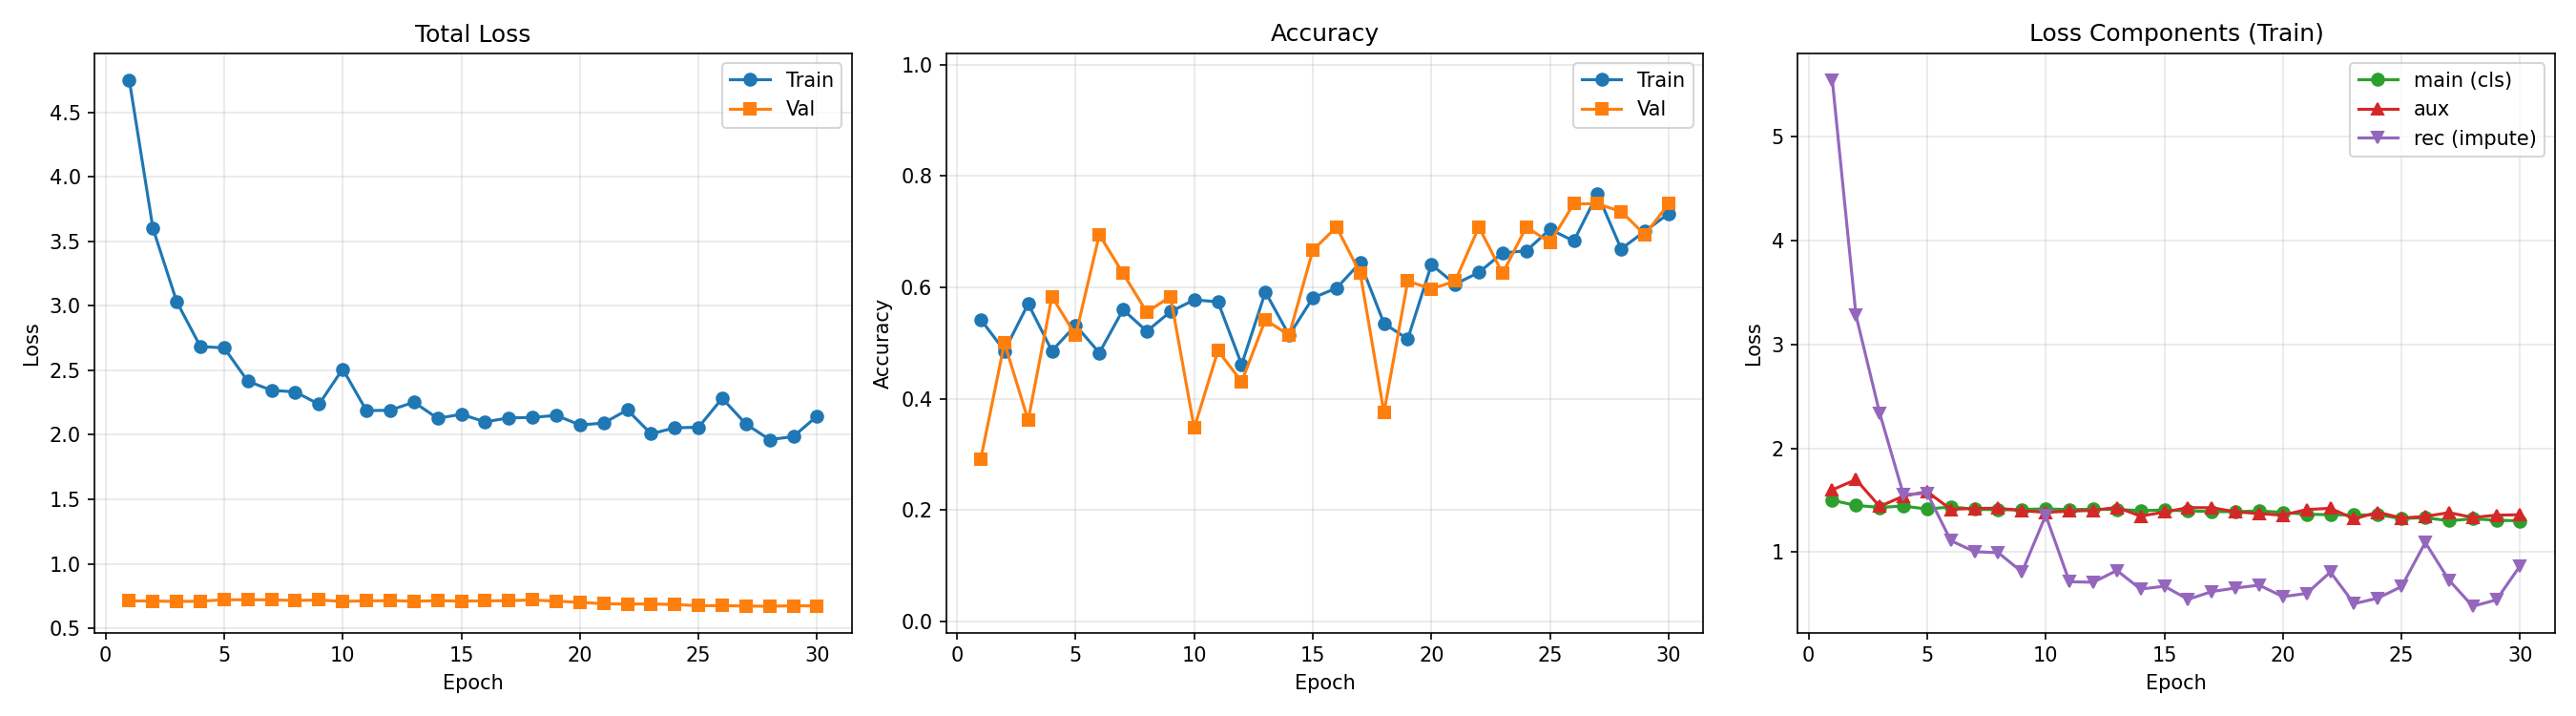 Total Loss
Train
Val
4.5
4.0
3.5
3.0
2.5
2.0
1.5
1.0
0.5
Loss
0 5 10 15 20 25 30
Epoch
Accuracy
Train
Val
1.0
0.8
0.6
0.4
0.2
0.0
Accuracy
0 5 10 15 20 25 30
Epoch
Loss Components (Train)
main (cls)
aux
rec (impute)
5
4
3
2
1
Loss
0 5 10 15 20 25 30
Epoch